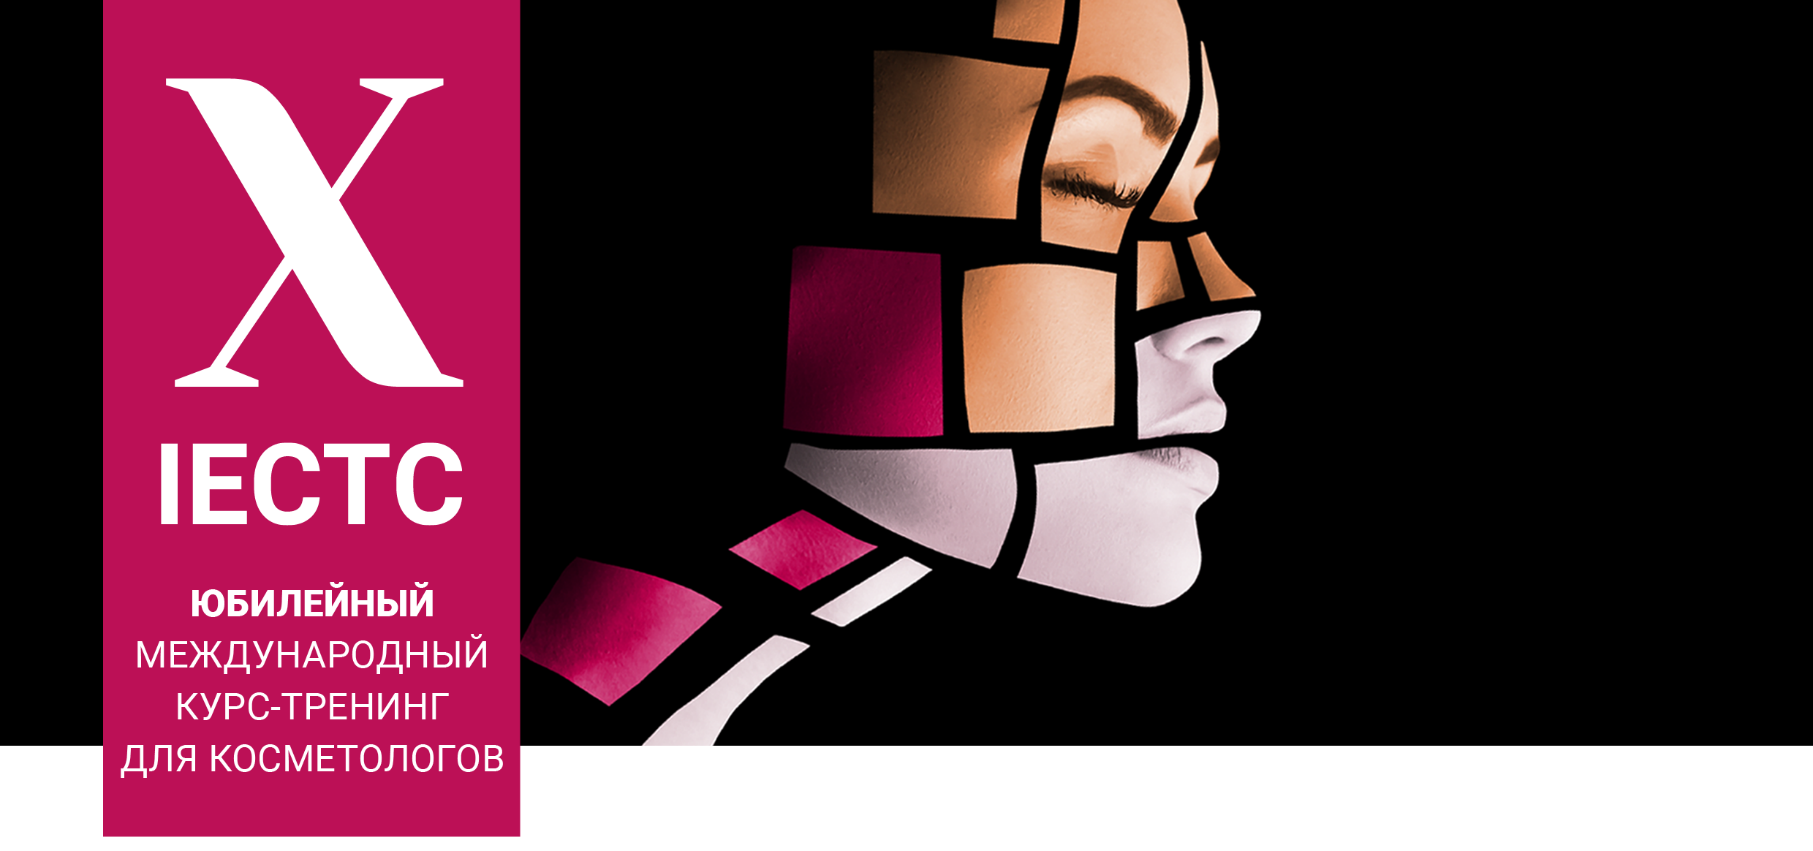 X
IECTC
ЮБИЛЕЙНЫЙ
МЕЖДУНАРОДНЫЙ
КУРС-ТРЕНИНГ
ДЛЯ КОСМЕТОЛОГОВ